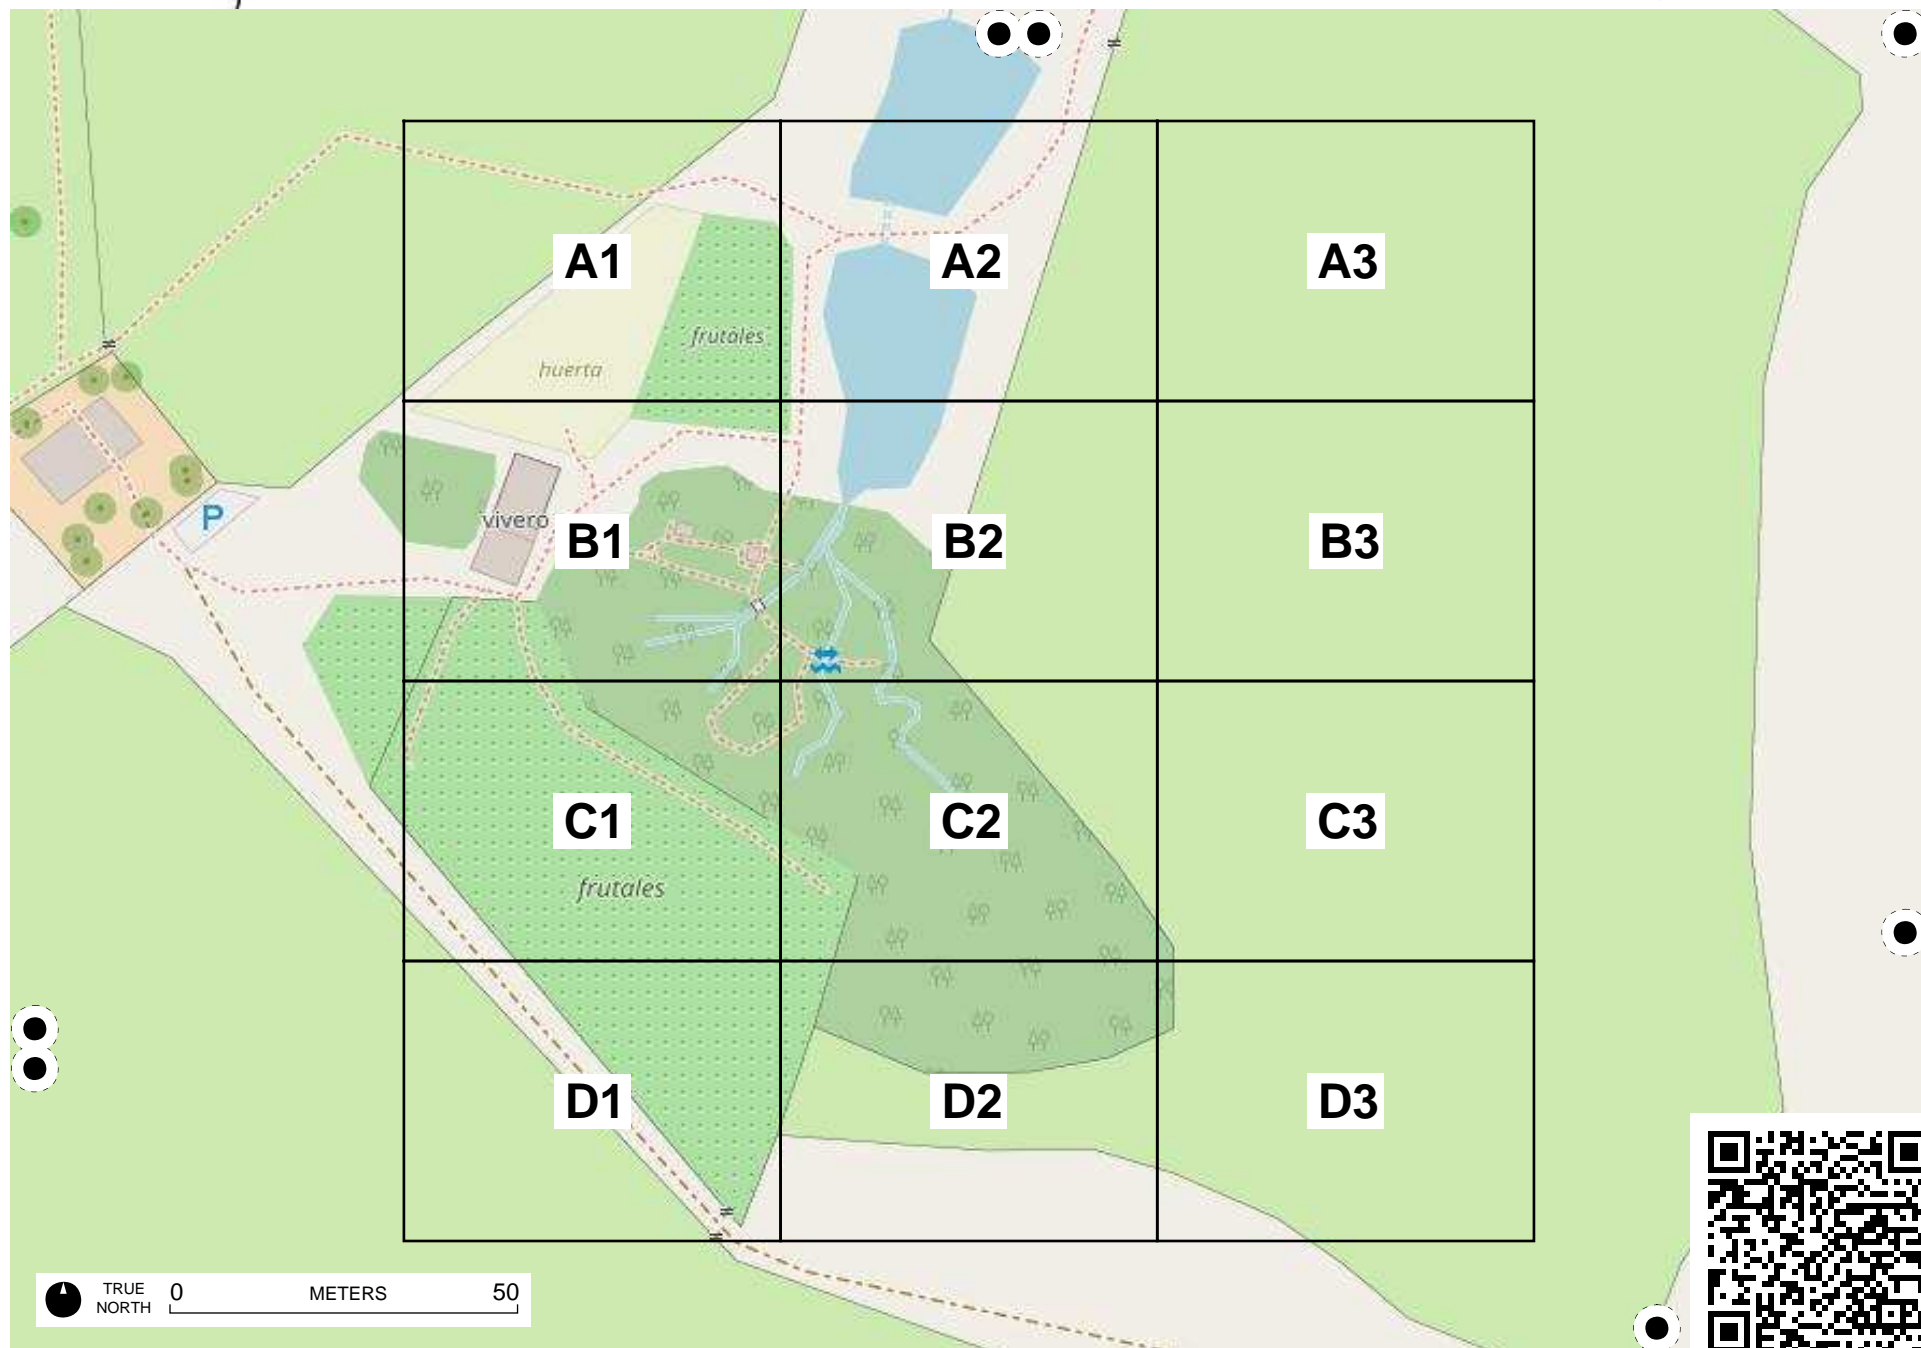 A1
A2
A3
frutales
huerta
P
vivero
B1
B2
B3
C1
C2
C3
frutales
D1
D2
D3
TRUE
NORTH
0
METERS
50